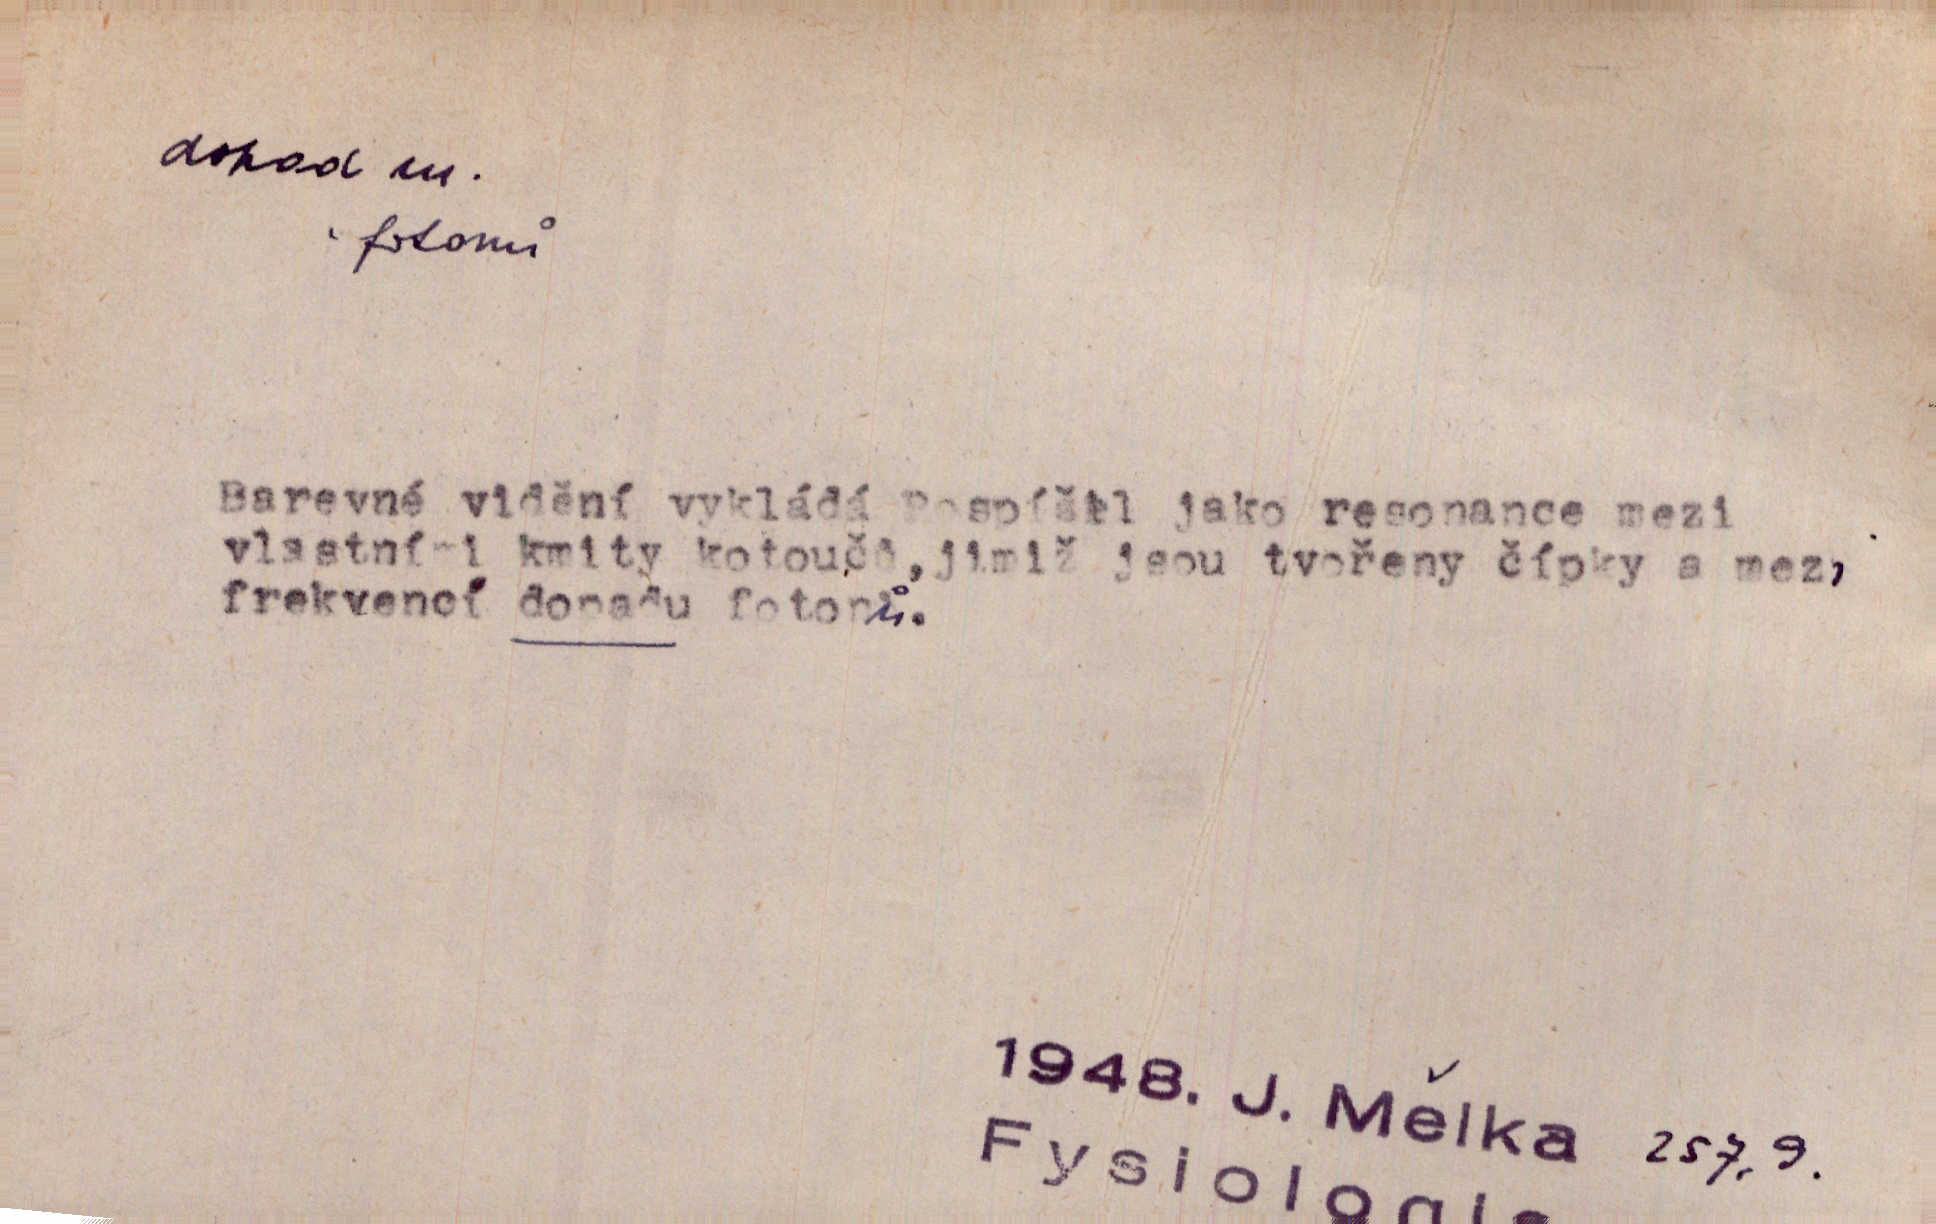 dopad m.
fotonů
Barevné vidění vykládá Pospíšil jako resonance mezi
vlastními kmity kotoučů, jimiž jsou tvořeny čípky a mezi
frekvencí dopadu fotonů.
1948. J. Mělka 257, 9.
Fysiologie